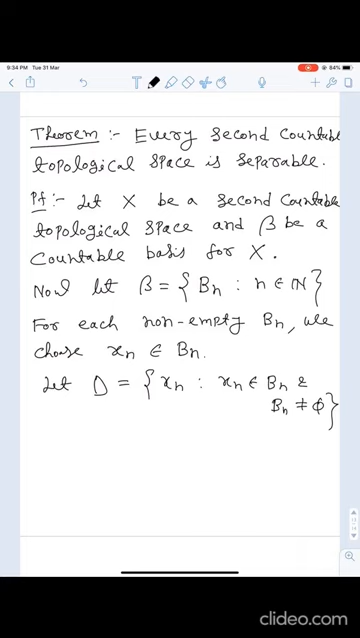 9:34 PM Tue 31 Mar 84%
Theorem :- Every Second Countable
topological space is separable.
Pf :- Let X be a second Countable
topological space and β be a
Countable basis for X.
Now let β = { Bn : n ∈ N }
For each non-empty Bn, we
choose xn ∈ Bn.
Let D = { xn : xn ∈ Bn &
Bn ≠ ϕ }
clideo.com